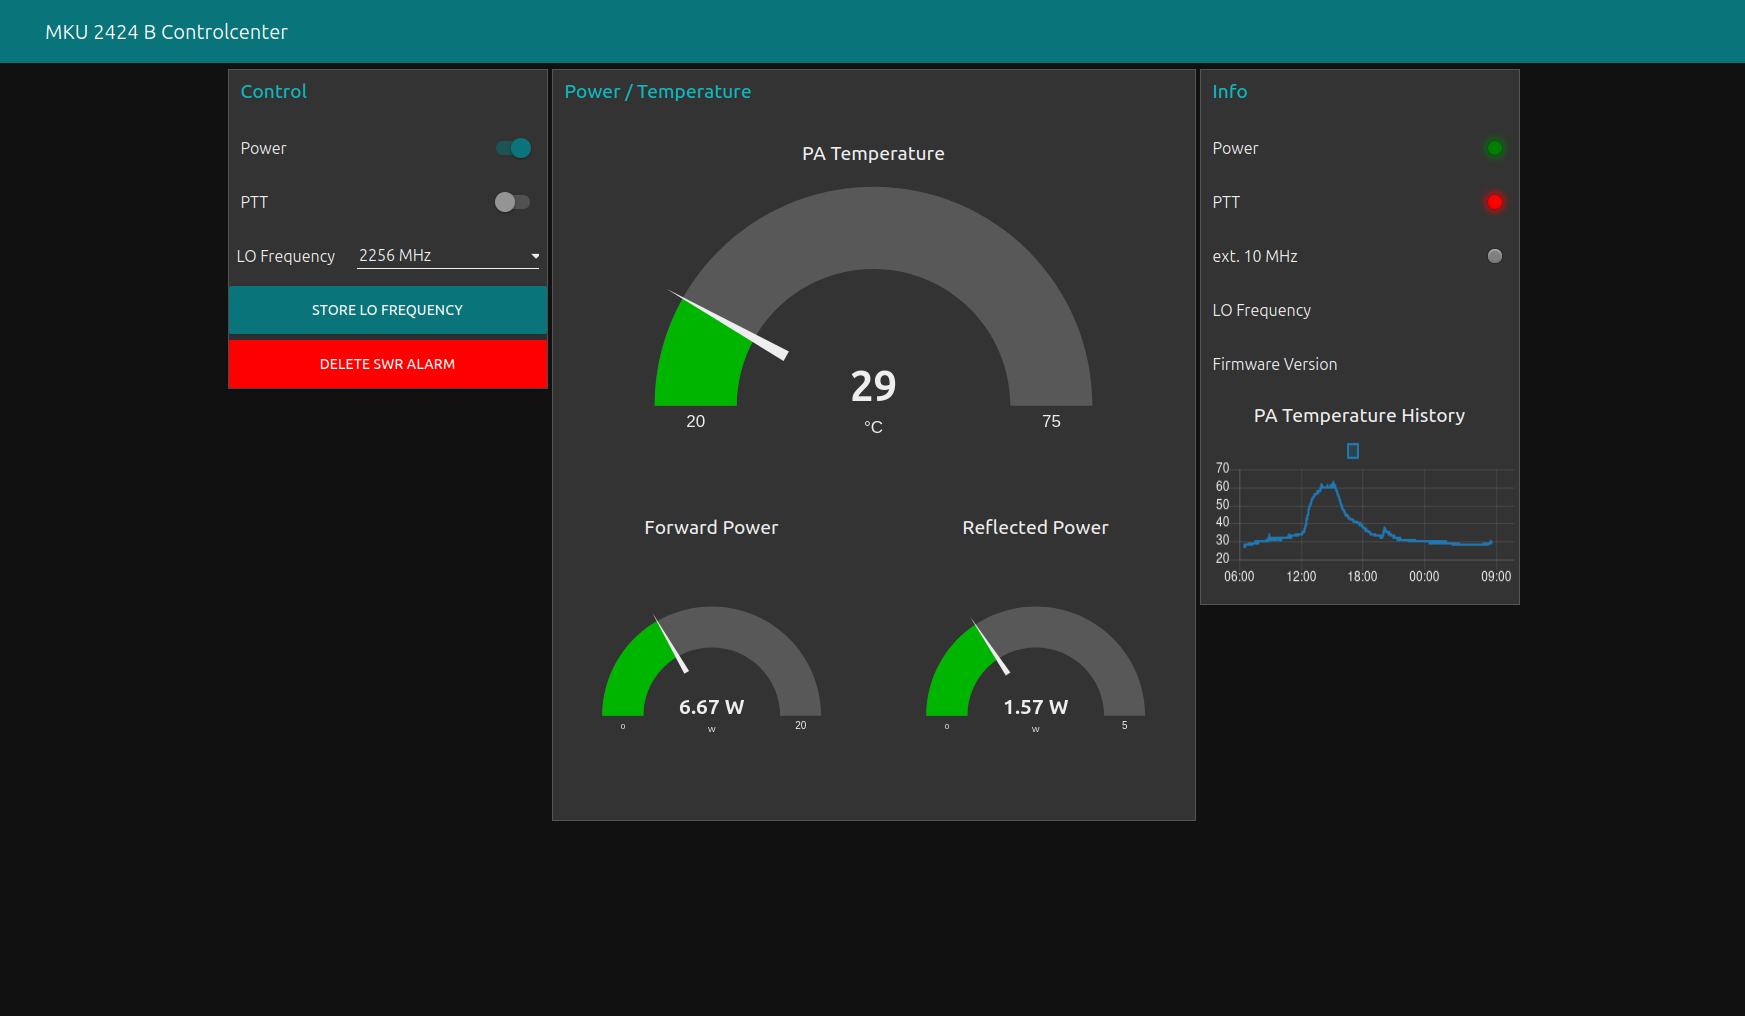 MKU 2424 B Controlcenter
Control
Power
PTT
LO Frequency 2256 MHz
STORE LO FREQUENCY
DELETE SWR ALARM
Power / Temperature
PA Temperature
29
20 °C 75
Forward Power
6.67 W
0 W 20
Reflected Power
1.57 W
0 W 5
Info
Power
PTT
ext. 10 MHz
LO Frequency
Firmware Version
PA Temperature History
70
60
50
40
30
20
06:00 12:00 18:00 00:00 09:00